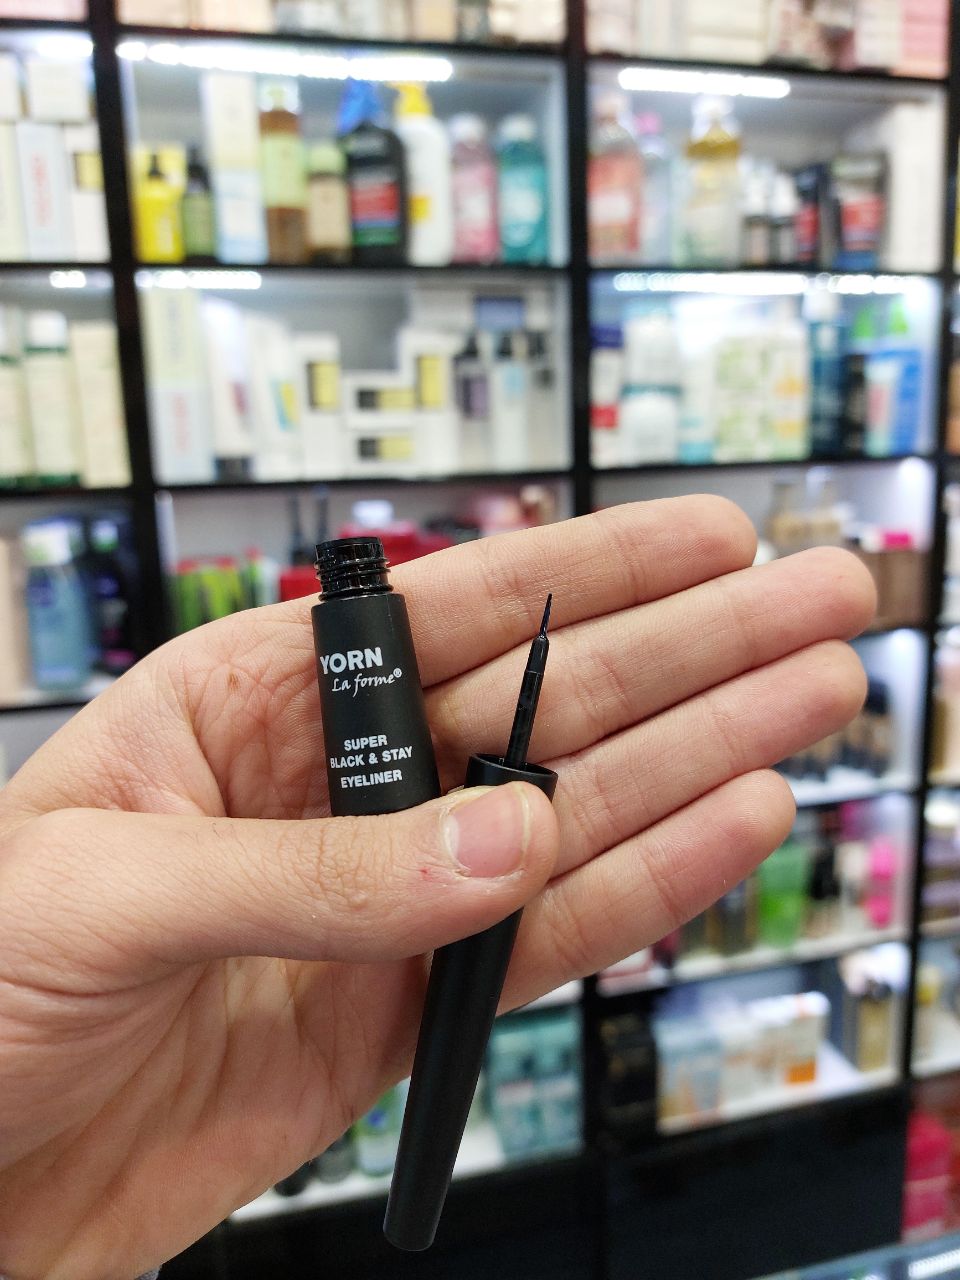 YORN
La forme®
SUPER
BLACK & STAY
EYELINER